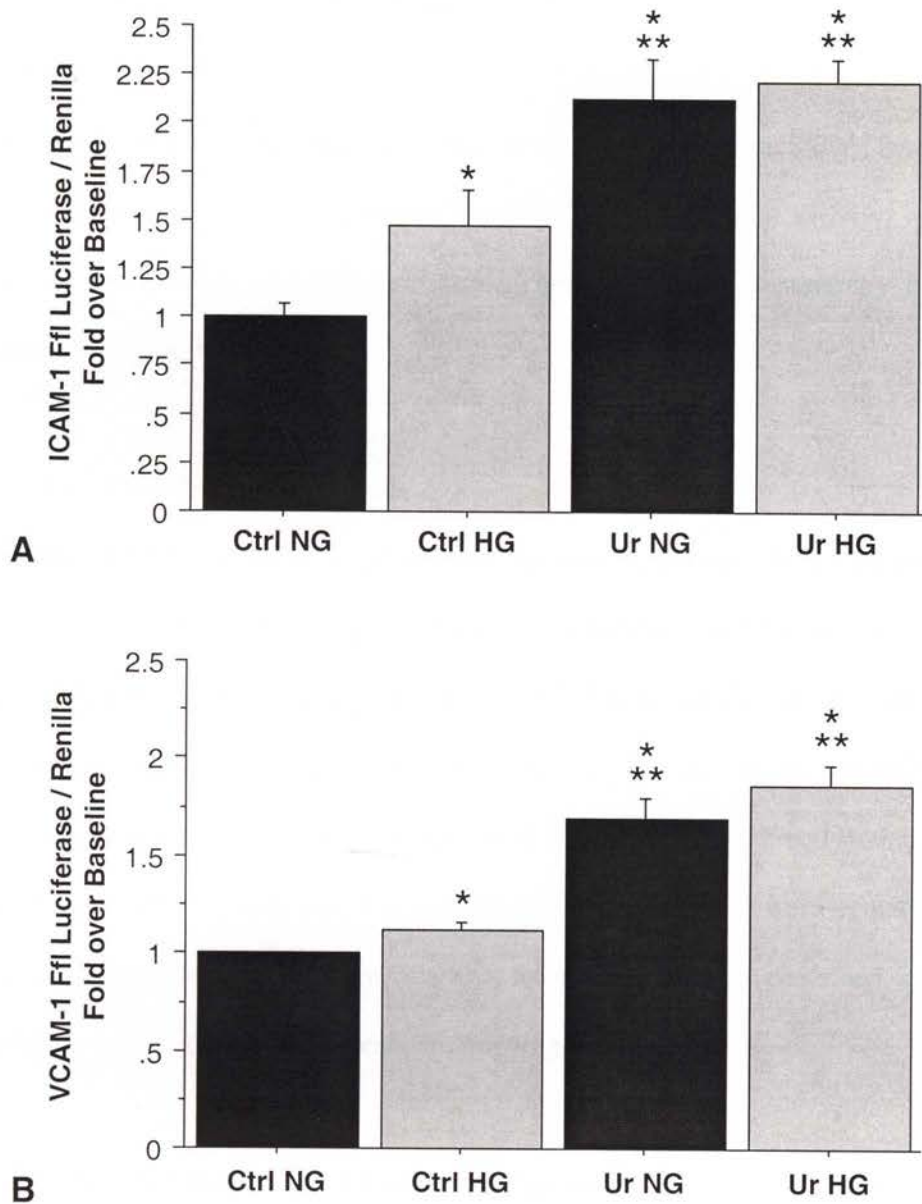 ICAM-1 Ffl Luciferase / Renilla
Fold over Baseline
2.5
2.25
2
1.75
1.5
1.25
1
.75
.5
.25
0
*
*
**
*
**
Ctrl NG
Ctrl HG
Ur NG
Ur HG
A
VCAM-1 Ffl Luciferase / Renilla
Fold over Baseline
2.5
2
1.5
1
.5
0
*
*
**
*
**
Ctrl NG
Ctrl HG
Ur NG
Ur HG
B